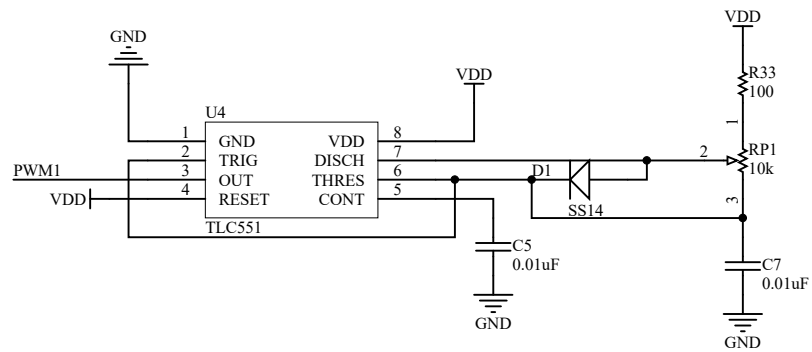 VDD
GND
R33
100
VDD
U4
1
GND
VDD
8
1
2
TRIG
DISCH
7
2
RP1
10k
PWM1
3
OUT
THRES
6
D1
VDD
4
RESET
CONT
5
SS14
3
TLC551
C5
0.01uF
C7
0.01uF
GND
GND